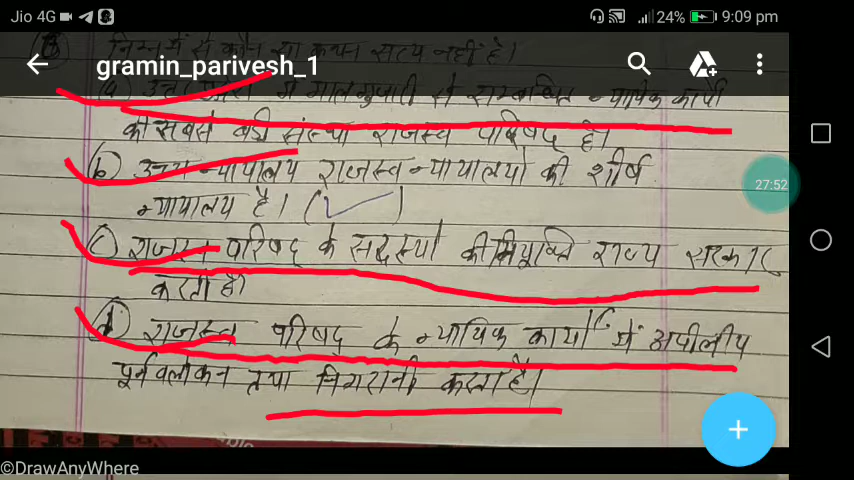 Jio 4G 24% 9:09 pm
निम्न में से कौन सा कथन सत्य नहीं है।
gramin_parivesh_1
(a) उत्तर प्रदेश में मालगुजारी से सम्बन्धित न्यायिक कार्यो
की सबसे बडी संस्था राजस्व परिषद है।
(b) उच्च न्यायालय राजस्व न्यायालयो की शीर्ष
न्यायालय है। (✓)
27:52
(c) राजस्व परिषद के सदस्यो की नियुक्ति राज्य सरकार
करती है।
(d) राजस्व परिषद के न्यायिक कार्यो में अपीलीय
पूर्नवलोकन तथा निगरानी करता है।
©DrawAnyWhere